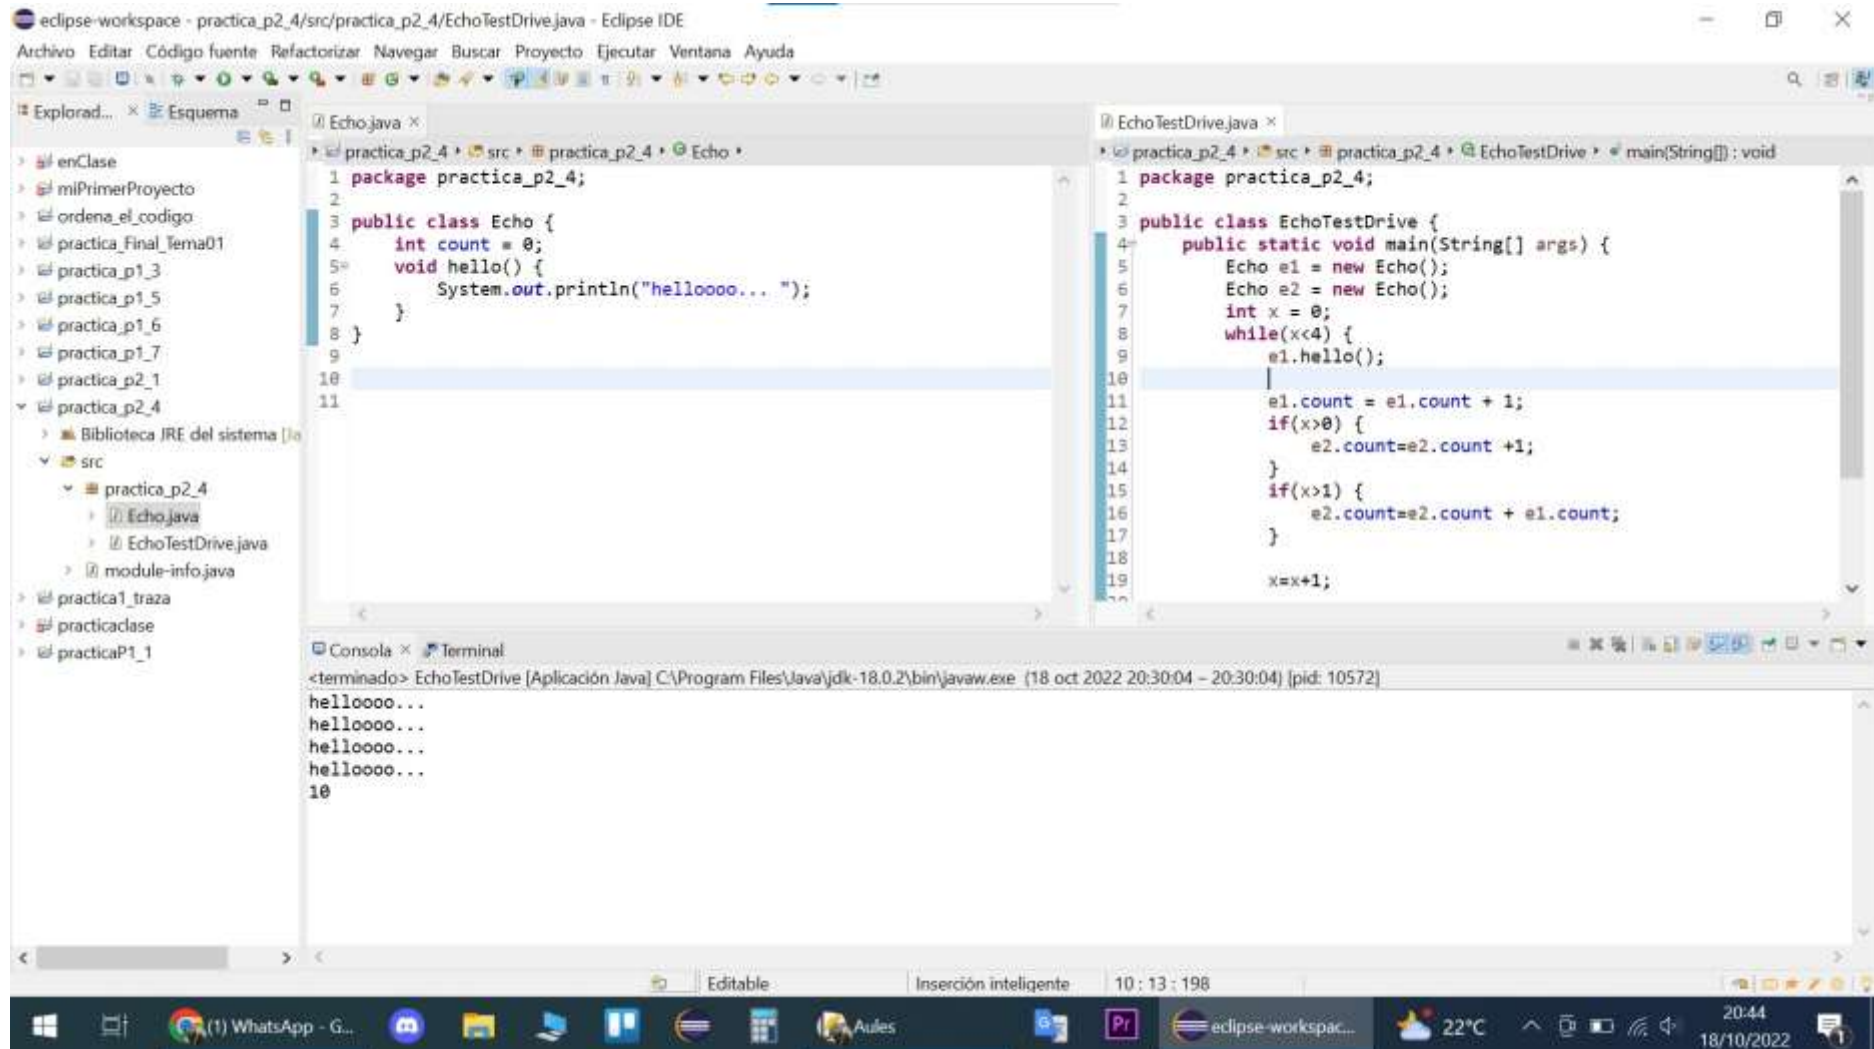 eclipse-workspace - practica_p2_4/src/practica_p2_4/EchoTestDrive.java - Eclipse IDE
Archivo Editar Código fuente Refactorizar Navegar Buscar Proyecto Ejecutar Ventana Ayuda
Explorad... × Esquema
enClase
miPrimerProyecto
ordena_el_codigo
practica_Final_Tema01
practica_p1_3
practica_p1_5
practica_p1_6
practica_p1_7
practica_p2_1
practica_p2_4
Biblioteca JRE del sistema [Ja
src
practica_p2_4
Echo.java
EchoTestDrive.java
module-info.java
practica1_traza
practicaclase
practicaP1_1
Echo.java ×
practica_p2_4 src practica_p2_4 Echo
1 package practica_p2_4;
2
3 public class Echo {
4 int count = 0;
5 void hello() {
6 System.out.println("helloooo... ");
7 }
8 }
9
10
11
EchoTestDrive.java ×
practica_p2_4 src practica_p2_4 EchoTestDrive main(String[]) : void
1 package practica_p2_4;
2
3 public class EchoTestDrive {
4 public static void main(String[] args) {
5 Echo e1 = new Echo();
6 Echo e2 = new Echo();
7 int x = 0;
8 while(x<4) {
9 e1.hello();
10
11 e1.count = e1.count + 1;
12 if(x>0) {
13 e2.count=e2.count +1;
14 }
15 if(x>1) {
16 e2.count=e2.count + e1.count;
17 }
18
19 x=x+1;
Consola × Terminal
<terminado> EchoTestDrive [Aplicación Java] C:\Program Files\Java\jdk-18.0.2\bin\javaw.exe (18 oct 2022 20:30:04 – 20:30:04) [pid: 10572]
helloooo...
helloooo...
helloooo...
helloooo...
10
Editable Inserción inteligente 10 : 13 : 198
(1) WhatsApp - G... Aules Pr eclipse-workspac... 22°C 20:44
18/10/2022